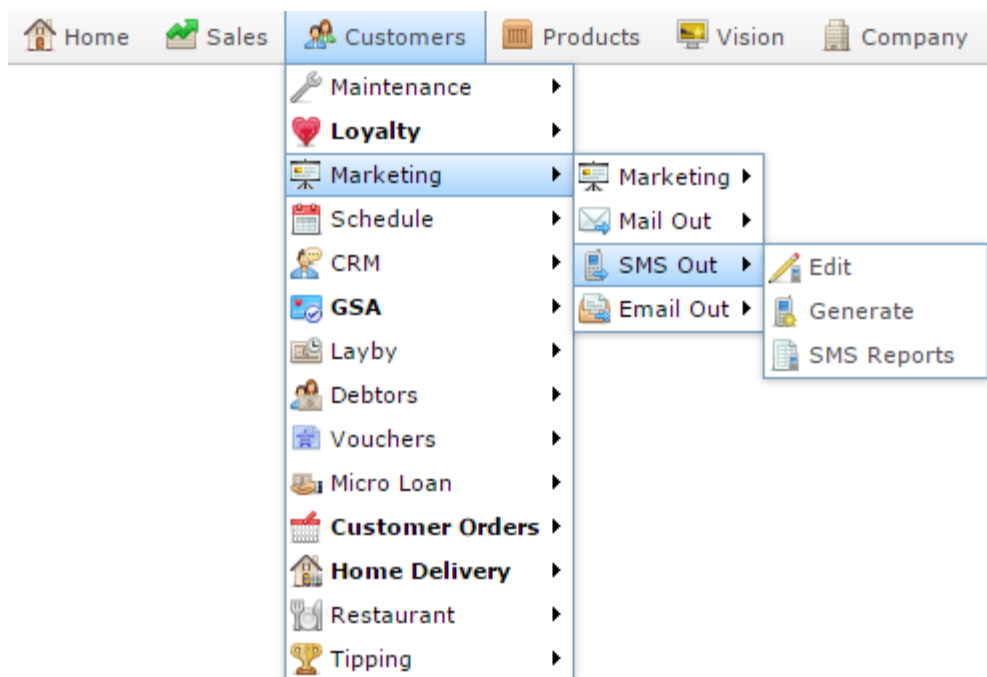 Home Sales Customers Products Vision Company
Maintenance
Loyalty
Marketing Marketing
Schedule Mail Out
CRM SMS Out Edit
GSA Email Out Generate
Layby SMS Reports
Debtors
Vouchers
Micro Loan
Customer Orders
Home Delivery
Restaurant
Tipping